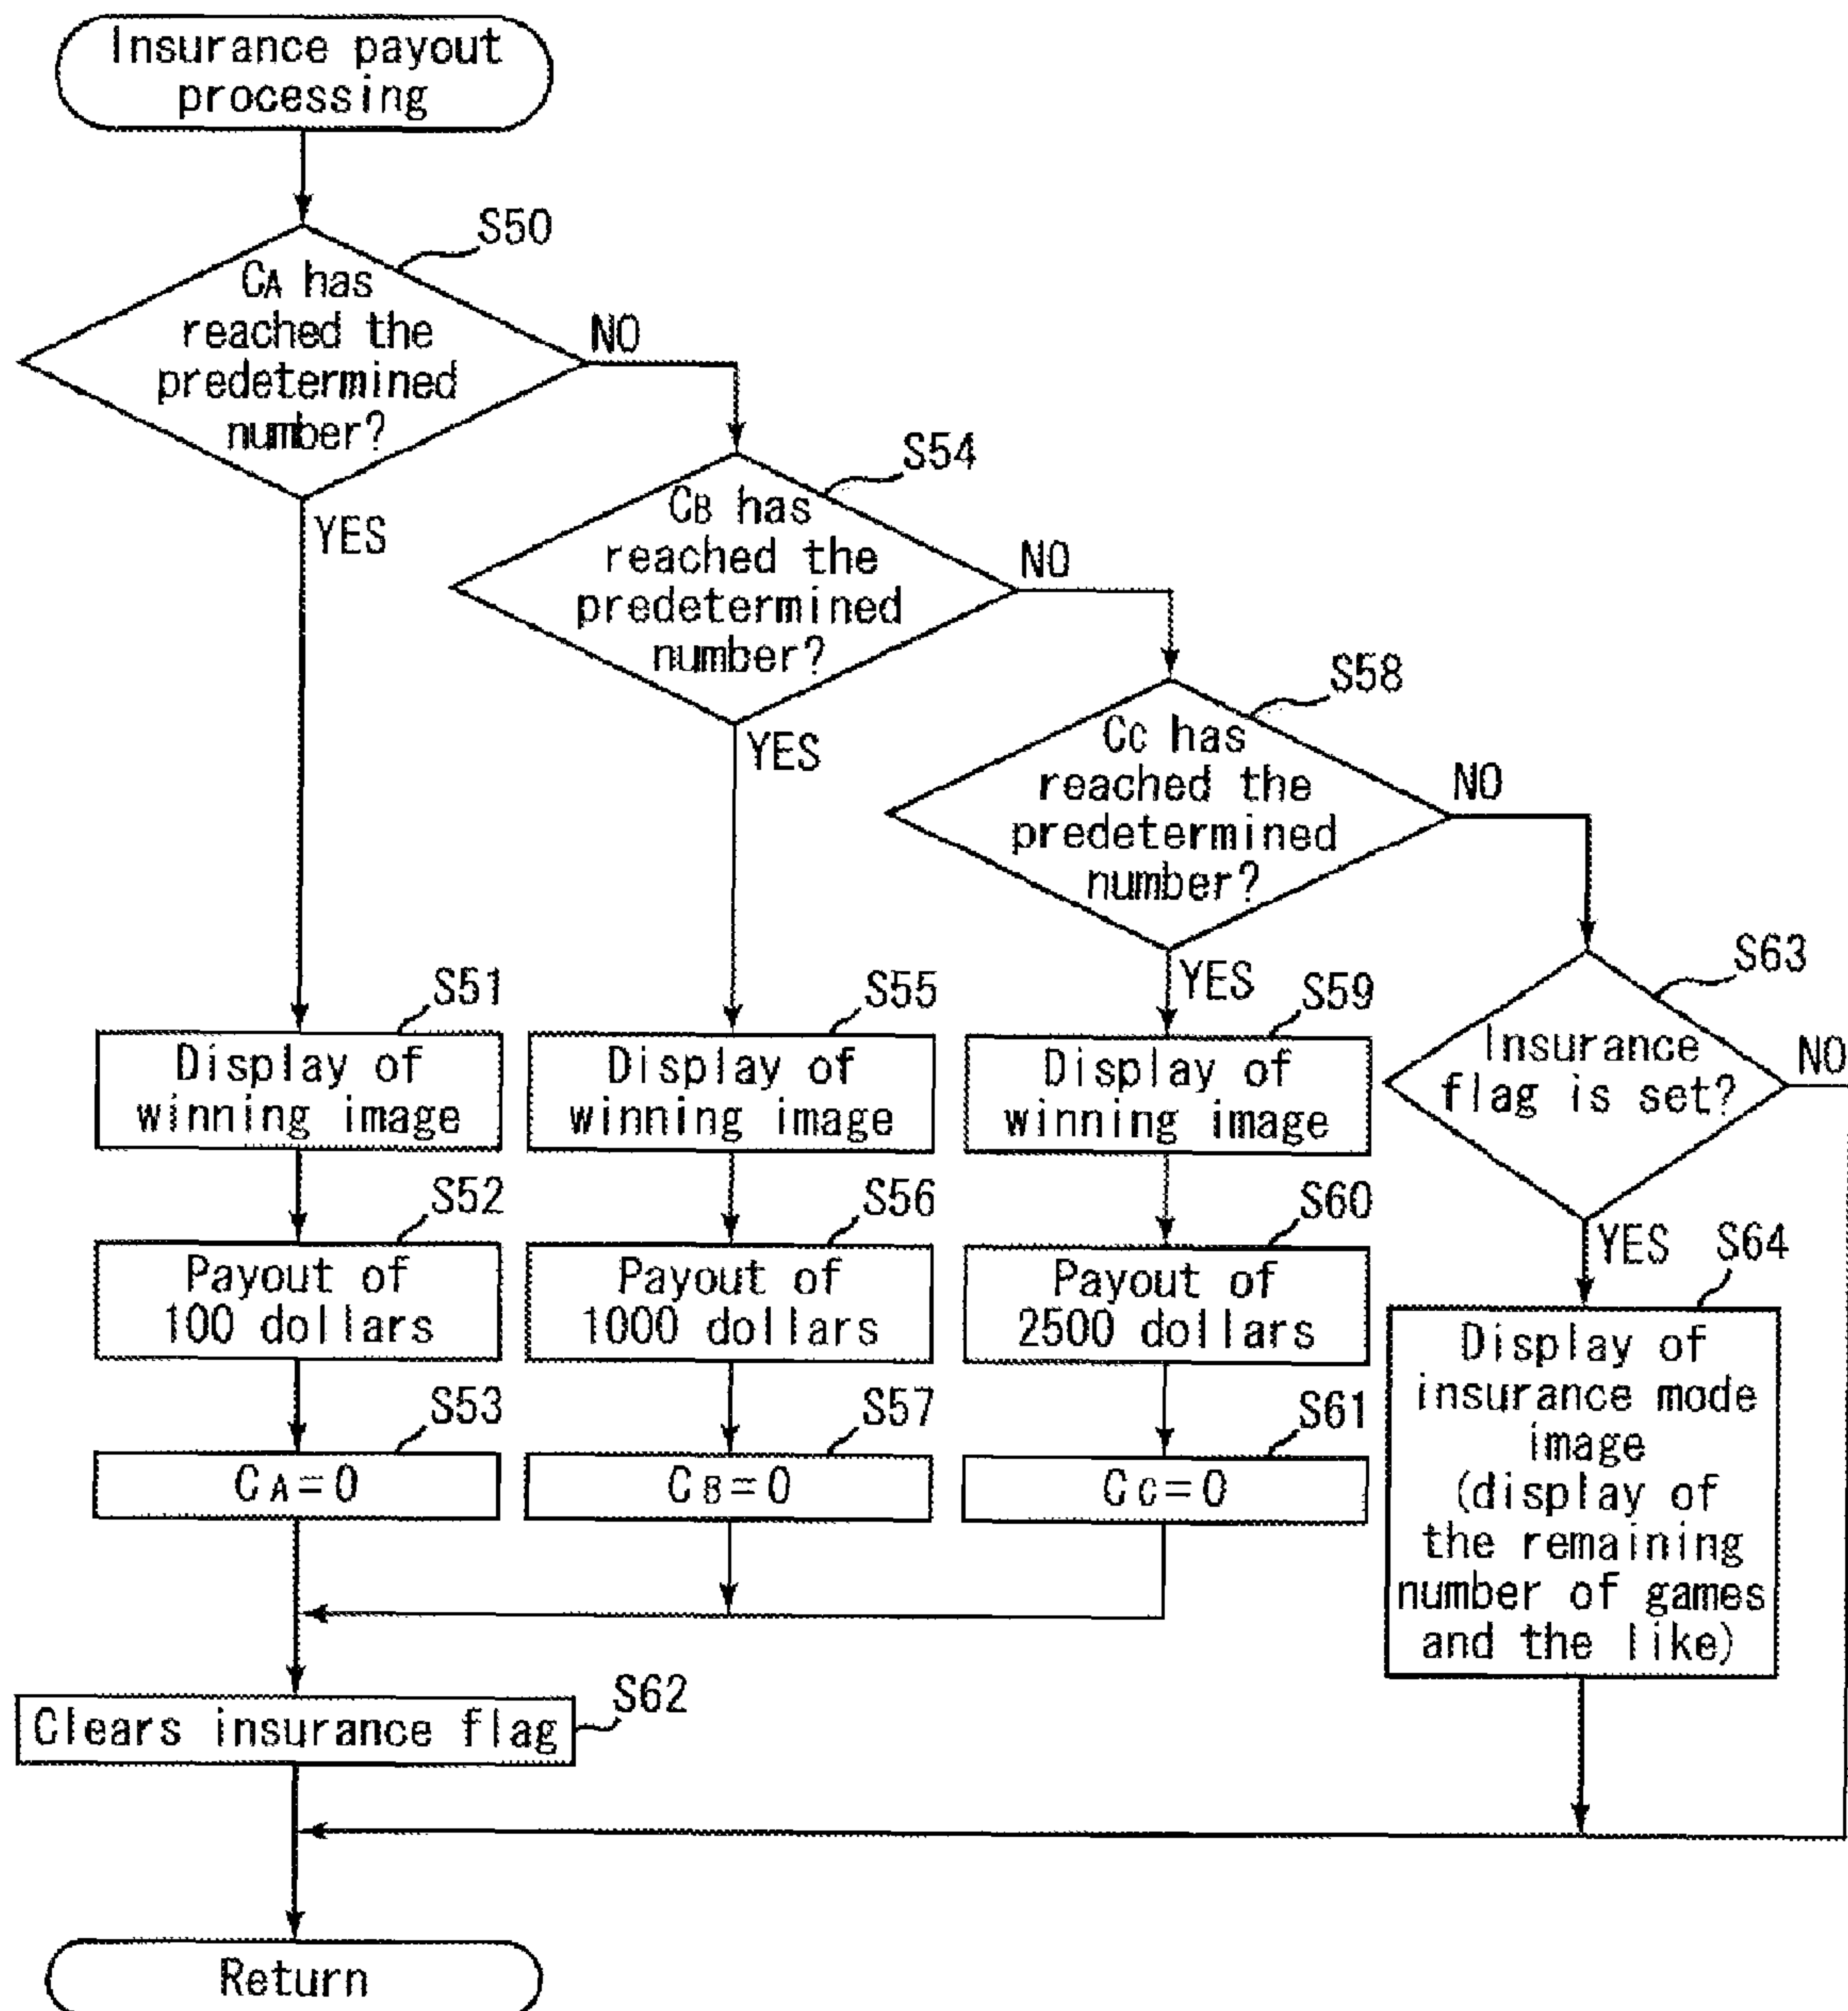 Insurance payout
processing
S50
CA has
reached the
predetermined
number?
NO
YES
S54
CB has
reached the
predetermined
number?
NO
YES
S58
CC has
reached the
predetermined
number?
NO
YES
S63
Insurance
flag is set?
NO
YES
S51
Display of
winning image
S55
Display of
winning image
S59
Display of
winning image
S52
Payout of
100 dollars
S56
Payout of
1000 dollars
S60
Payout of
2500 dollars
S64
Display of
insurance mode
image
(display of
the remaining
number of games
and the like)
S53
CA=0
S57
CB=0
S61
CC=0
S62
Clears insurance flag
Return